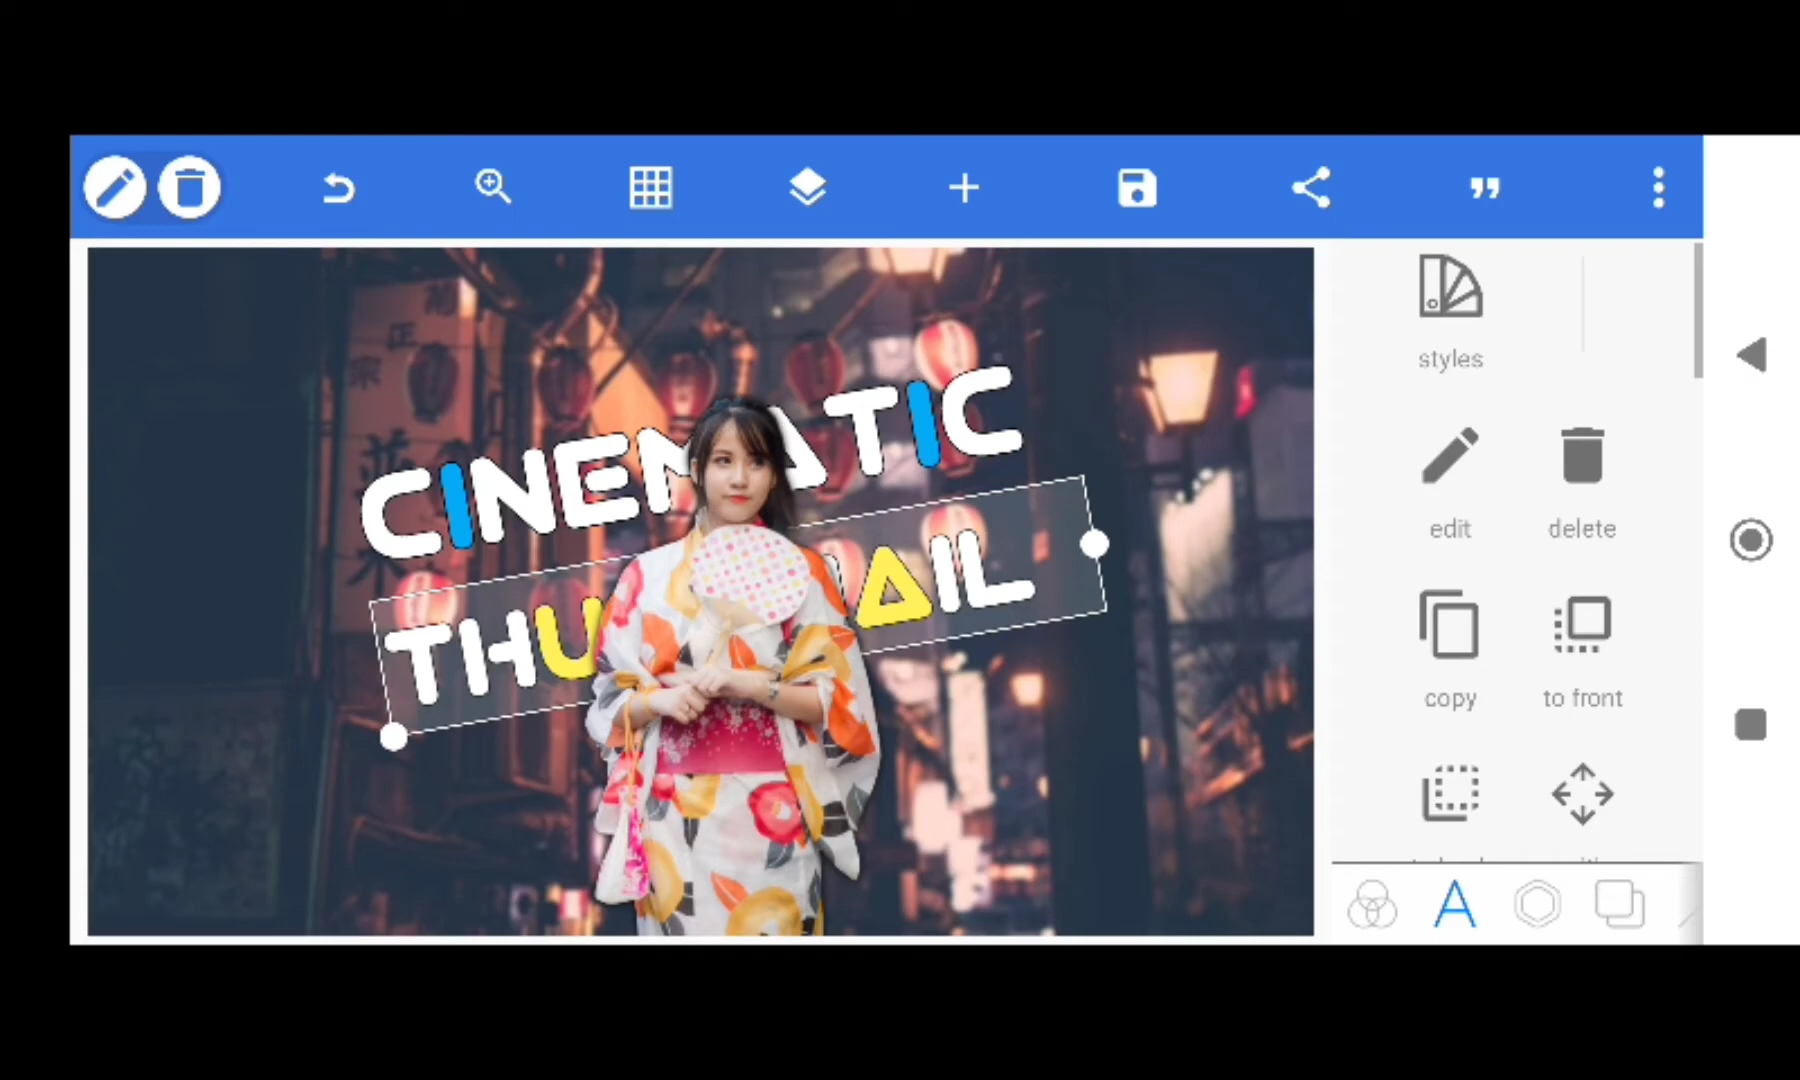 CINEMATIC
THU AIL
styles
edit
delete
copy
to front